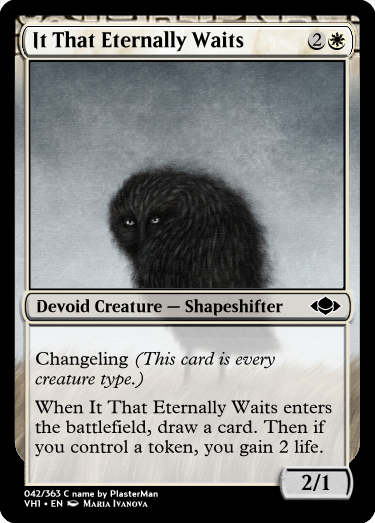 It That Eternally Waits 2
Devoid Creature — Shapeshifter
Changeling (This card is every
creature type.)
When It That Eternally Waits enters
the battlefield, draw a card. Then if
you control a token, you gain 2 life.
2/1
042/363 C name by PlasterMan
VH1 • EN Maria Ivanova